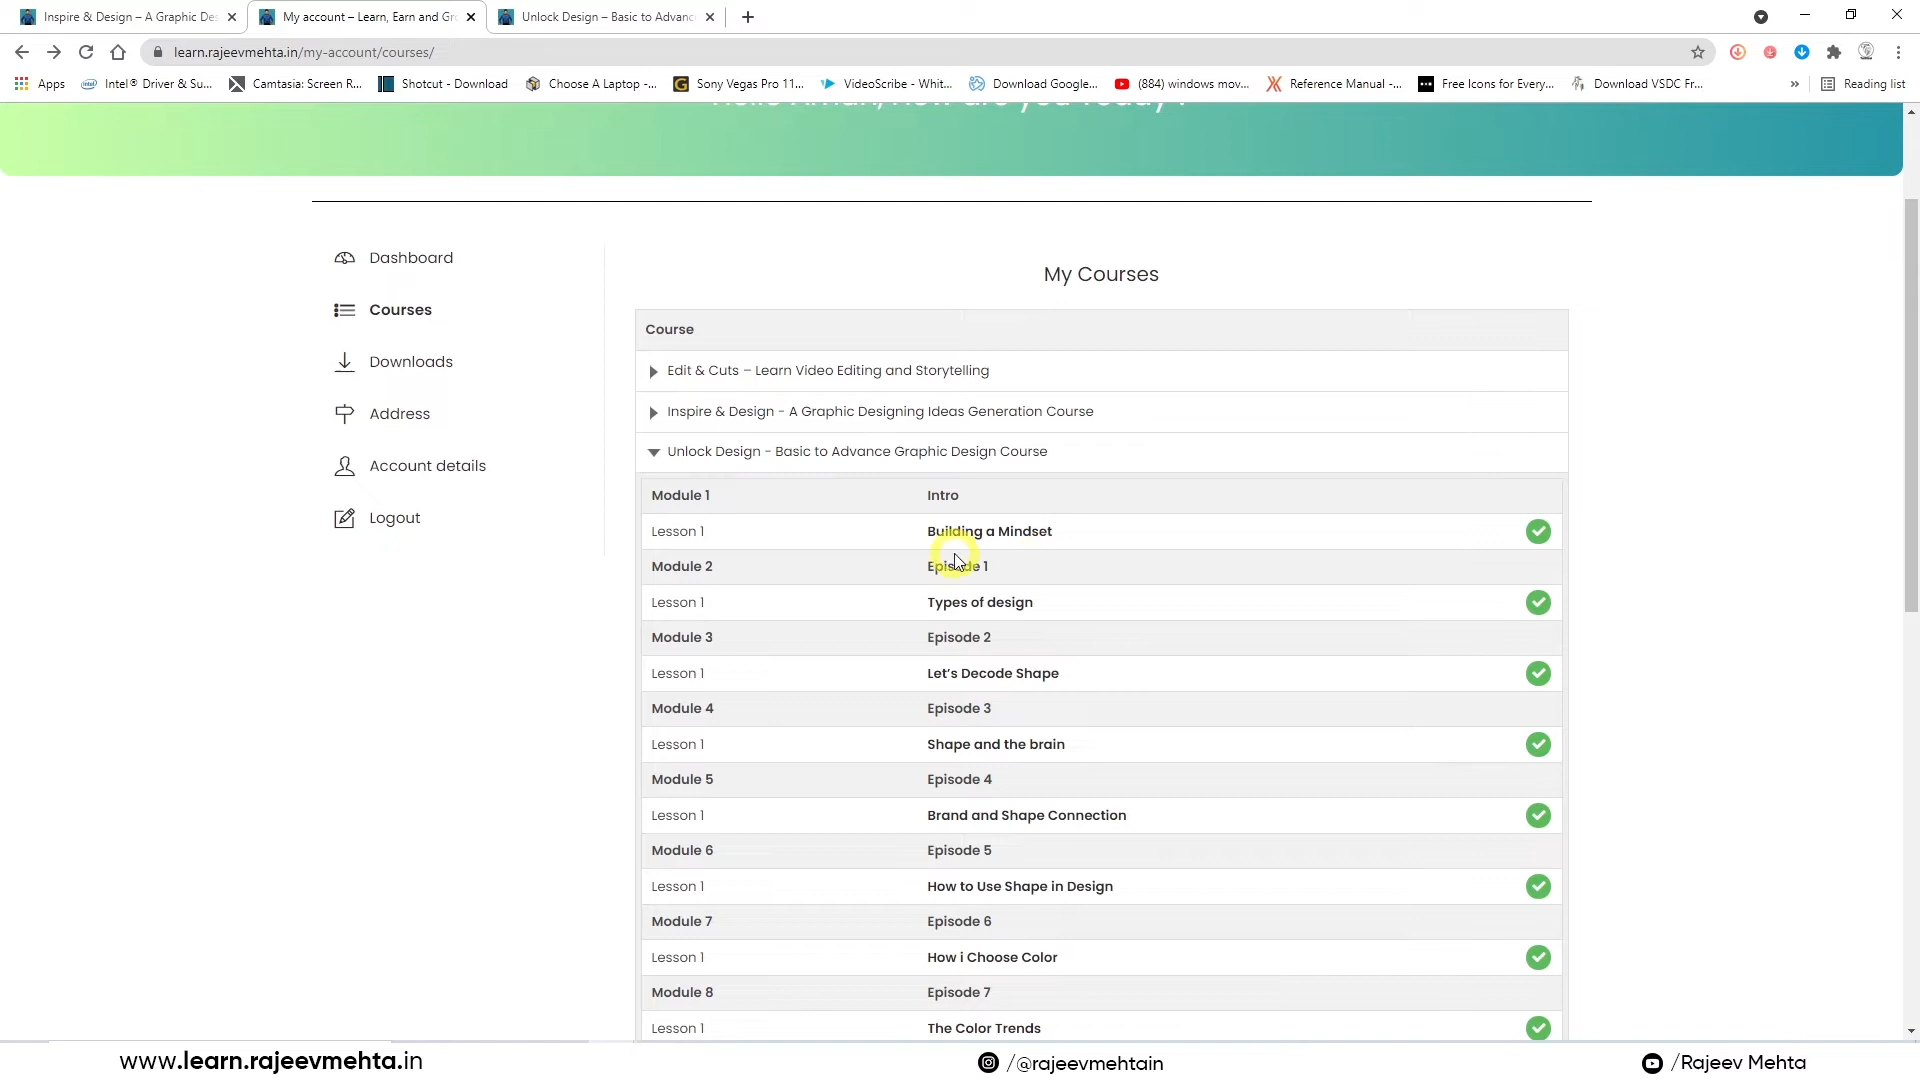 Inspire & Design – A Graphic Des
My account – Learn, Earn and Gr
Unlock Design – Basic to Advanc
learn.rajeevmehta.in/my-account/courses/
Apps
Intel® Driver & Su...
Camtasia: Screen R...
Shotcut - Download
Choose A Laptop -...
Sony Vegas Pro 11...
VideoScribe - Whit...
Download Google...
(884) windows mov...
Reference Manual -...
Free Icons for Every...
Download VSDC Fr...
»
Reading list
Dashboard
Courses
Downloads
Address
Account details
Logout
My Courses
Course
Edit & Cuts – Learn Video Editing and Storytelling
Inspire & Design - A Graphic Designing Ideas Generation Course
Unlock Design - Basic to Advance Graphic Design Course
Module 1 Intro
Lesson 1 Building a Mindset
Module 2 Episode 1
Lesson 1 Types of design
Module 3 Episode 2
Lesson 1 Let's Decode Shape
Module 4 Episode 3
Lesson 1 Shape and the brain
Module 5 Episode 4
Lesson 1 Brand and Shape Connection
Module 6 Episode 5
Lesson 1 How to Use Shape in Design
Module 7 Episode 6
Lesson 1 How i Choose Color
Module 8 Episode 7
Lesson 1 The Color Trends
www.learn.rajeevmehta.in
/@rajeevmehtain
/Rajeev Mehta